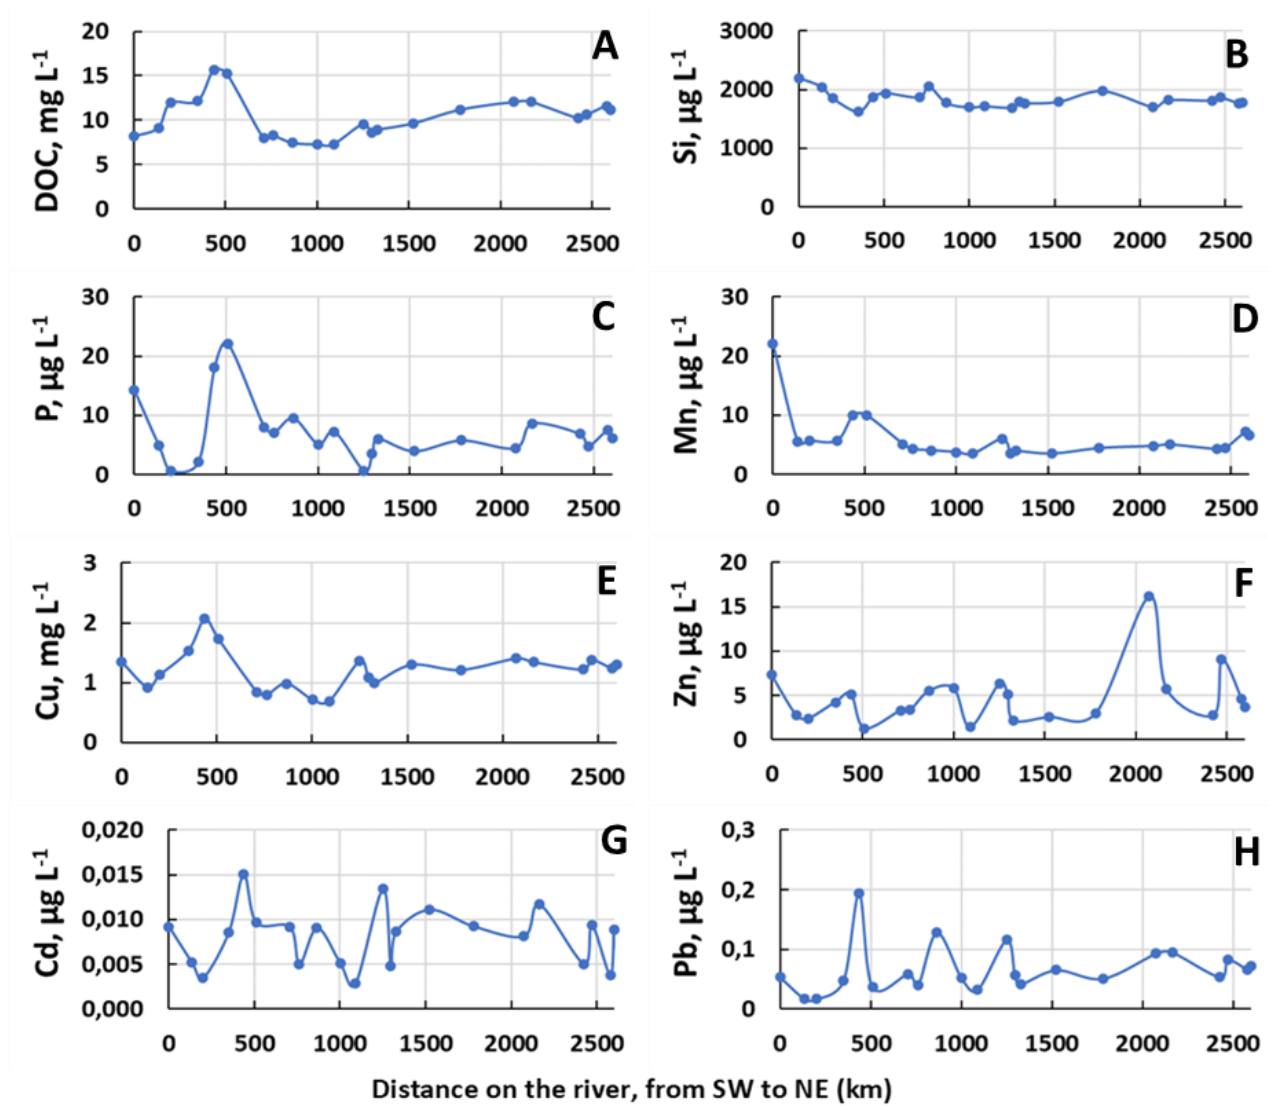 A
DOC, mg L-1
20
15
10
5
0
0 500 1000 1500 2000 2500
B
Si, µg L-1
3000
2000
1000
0
0 500 1000 1500 2000 2500
C
P, µg L-1
30
20
10
0
0 500 1000 1500 2000 2500
D
Mn, µg L-1
30
20
10
0
0 500 1000 1500 2000 2500
E
Cu, mg L-1
3
2
1
0
0 500 1000 1500 2000 2500
F
Zn, µg L-1
20
15
10
5
0
0 500 1000 1500 2000 2500
G
Cd, µg L-1
0,020
0,015
0,010
0,005
0,000
0 500 1000 1500 2000 2500
H
Pb, µg L-1
0,3
0,2
0,1
0
0 500 1000 1500 2000 2500
Distance on the river, from SW to NE (km)